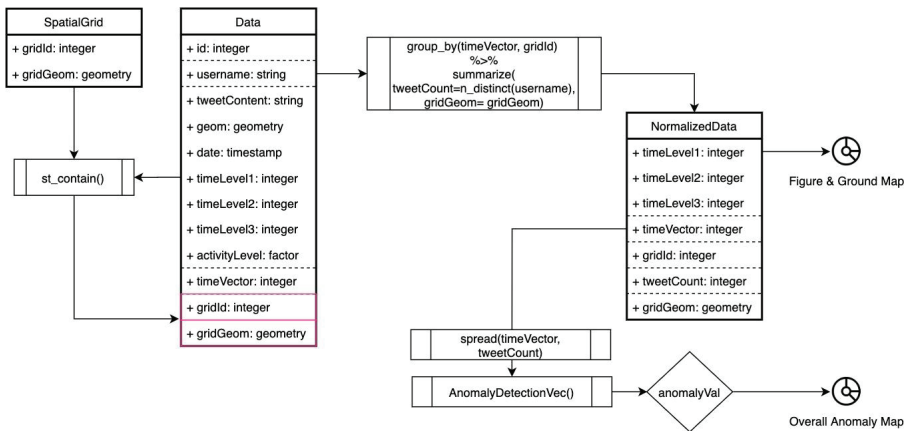 SpatialGrid
+ gridId: integer
+ gridGeom: geometry
st_contain()
Data
+ id: integer
+ username: string
+ tweetContent: string
+ geom: geometry
+ date: timestamp
+ timeLevel1: integer
+ timeLevel2: integer
+ timeLevel3: integer
+ activityLevel: factor
+ timeVector: integer
+ gridId: integer
+ gridGeom: geometry
group_by(timeVector, gridId)
%>%
summarize(
tweetCount=n_distinct(username),
gridGeom= gridGeom)
NormalizedData
+ timeLevel1: integer
+ timeLevel2: integer
+ timeLevel3: integer
+ timeVector: integer
+ gridId: integer
+ tweetCount: integer
+ gridGeom: geometry
Figure & Ground Map
spread(timeVector,
tweetCount)
AnomalyDetectionVec()
anomalyVal
Overall Anomaly Map